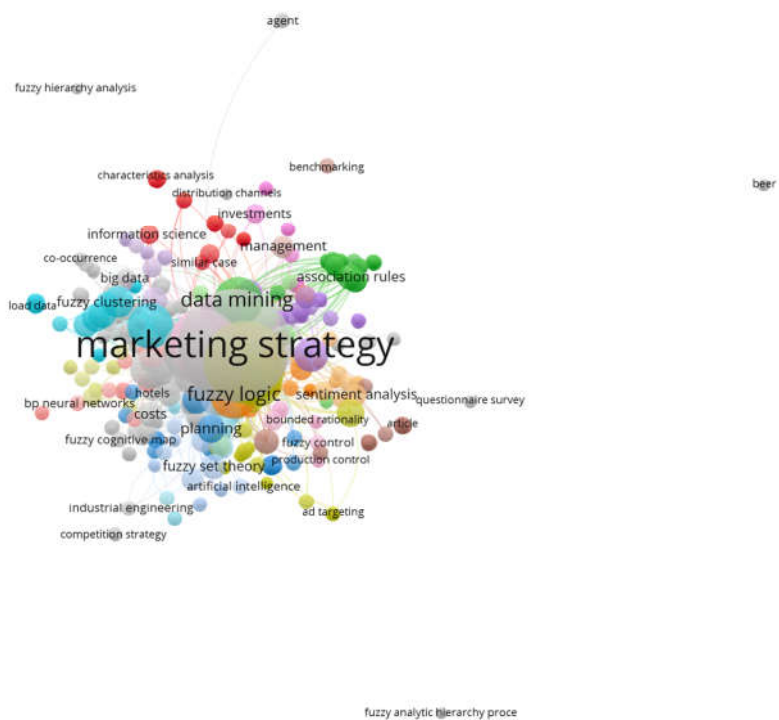 agent
fuzzy hierarchy analysis
benchmarking
characteristics analysis
beer
distribution channels
investments
information science
management
co-occurrence
similar-case
big data
association rules
load data
fuzzy clustering
data mining
marketing strategy
hotels
fuzzy logic
sentiment analysis
questionnaire survey
bp neural networks
costs
bounded rationality
article
planning
fuzzy cognitive map
fuzzy control
production control
fuzzy set theory
artificial intelligence
industrial engineering
ad targeting
competition strategy
fuzzy analytic hierarchy proce